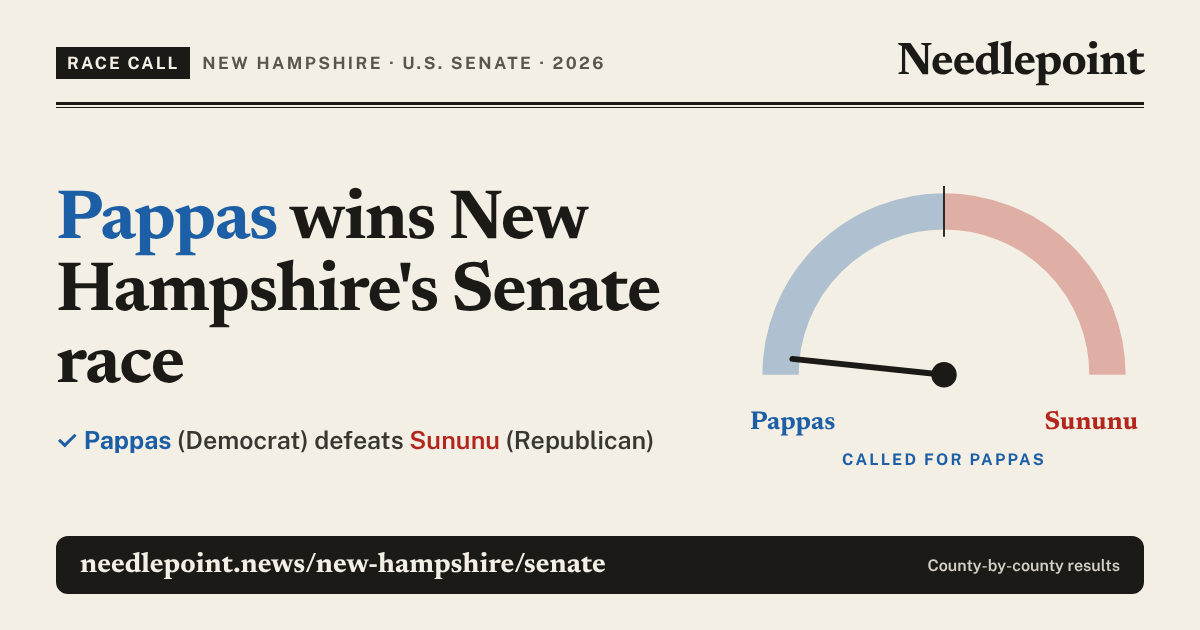 RACE CALL NEW HAMPSHIRE · U.S. SENATE · 2026
Needlepoint
Pappas wins New
Hampshire's Senate
race
✓ Pappas (Democrat) defeats Sununu (Republican)
Pappas
Sununu
CALLED FOR PAPPAS
needlepoint.news/new-hampshire/senate
County-by-county results